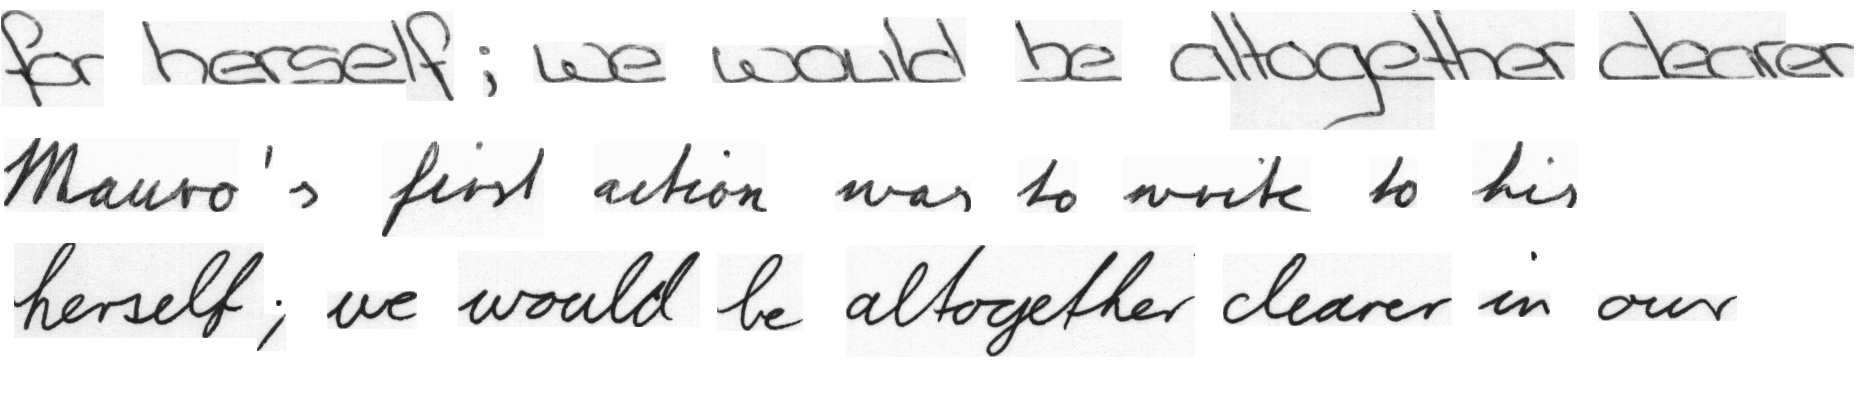 for herself ; we would be altogether clearer
Mauro's first action was to write to his
herself ; we would be altogether clearer in our